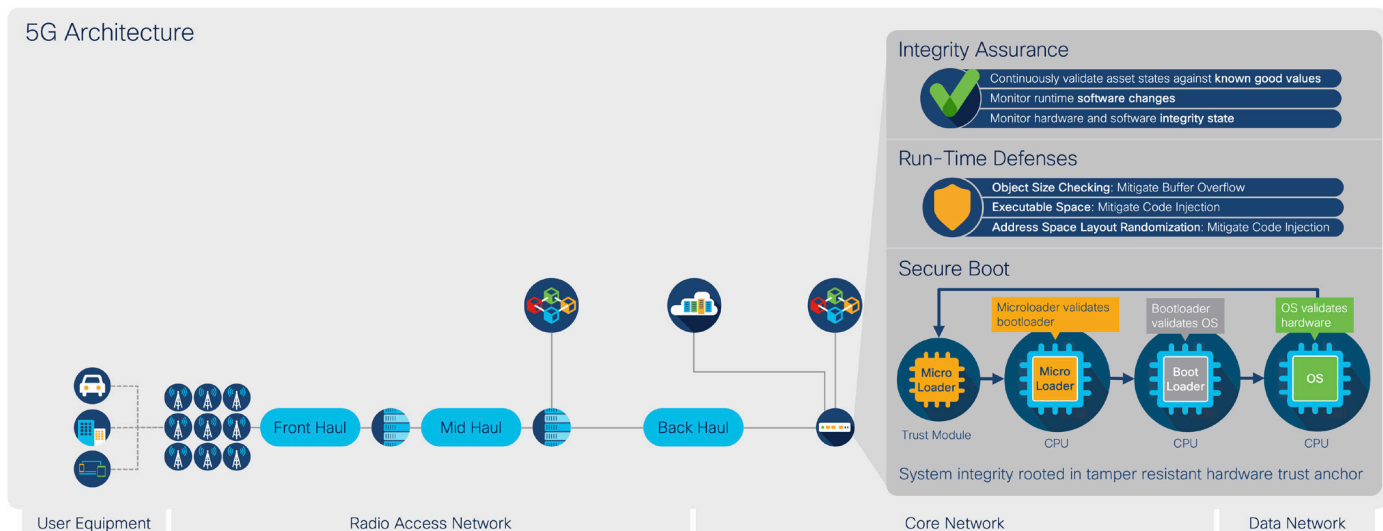 5G Architecture
Integrity Assurance
Continuously validate asset states against known good values
Monitor runtime software changes
Monitor hardware and software integrity state
Run-Time Defenses
Object Size Checking: Mitigate Buffer Overflow
Executable Space: Mitigate Code Injection
Address Space Layout Randomization: Mitigate Code Injection
Secure Boot
Microloader validates
bootloader
Bootloader
validates OS
OS validates
hardware
Micro
Loader
Micro
Loader
Boot
Loader
OS
Trust Module
CPU
CPU
CPU
System integrity rooted in tamper resistant hardware trust anchor
Front Haul
Mid Haul
Back Haul
User Equipment
Radio Access Network
Core Network
Data Network